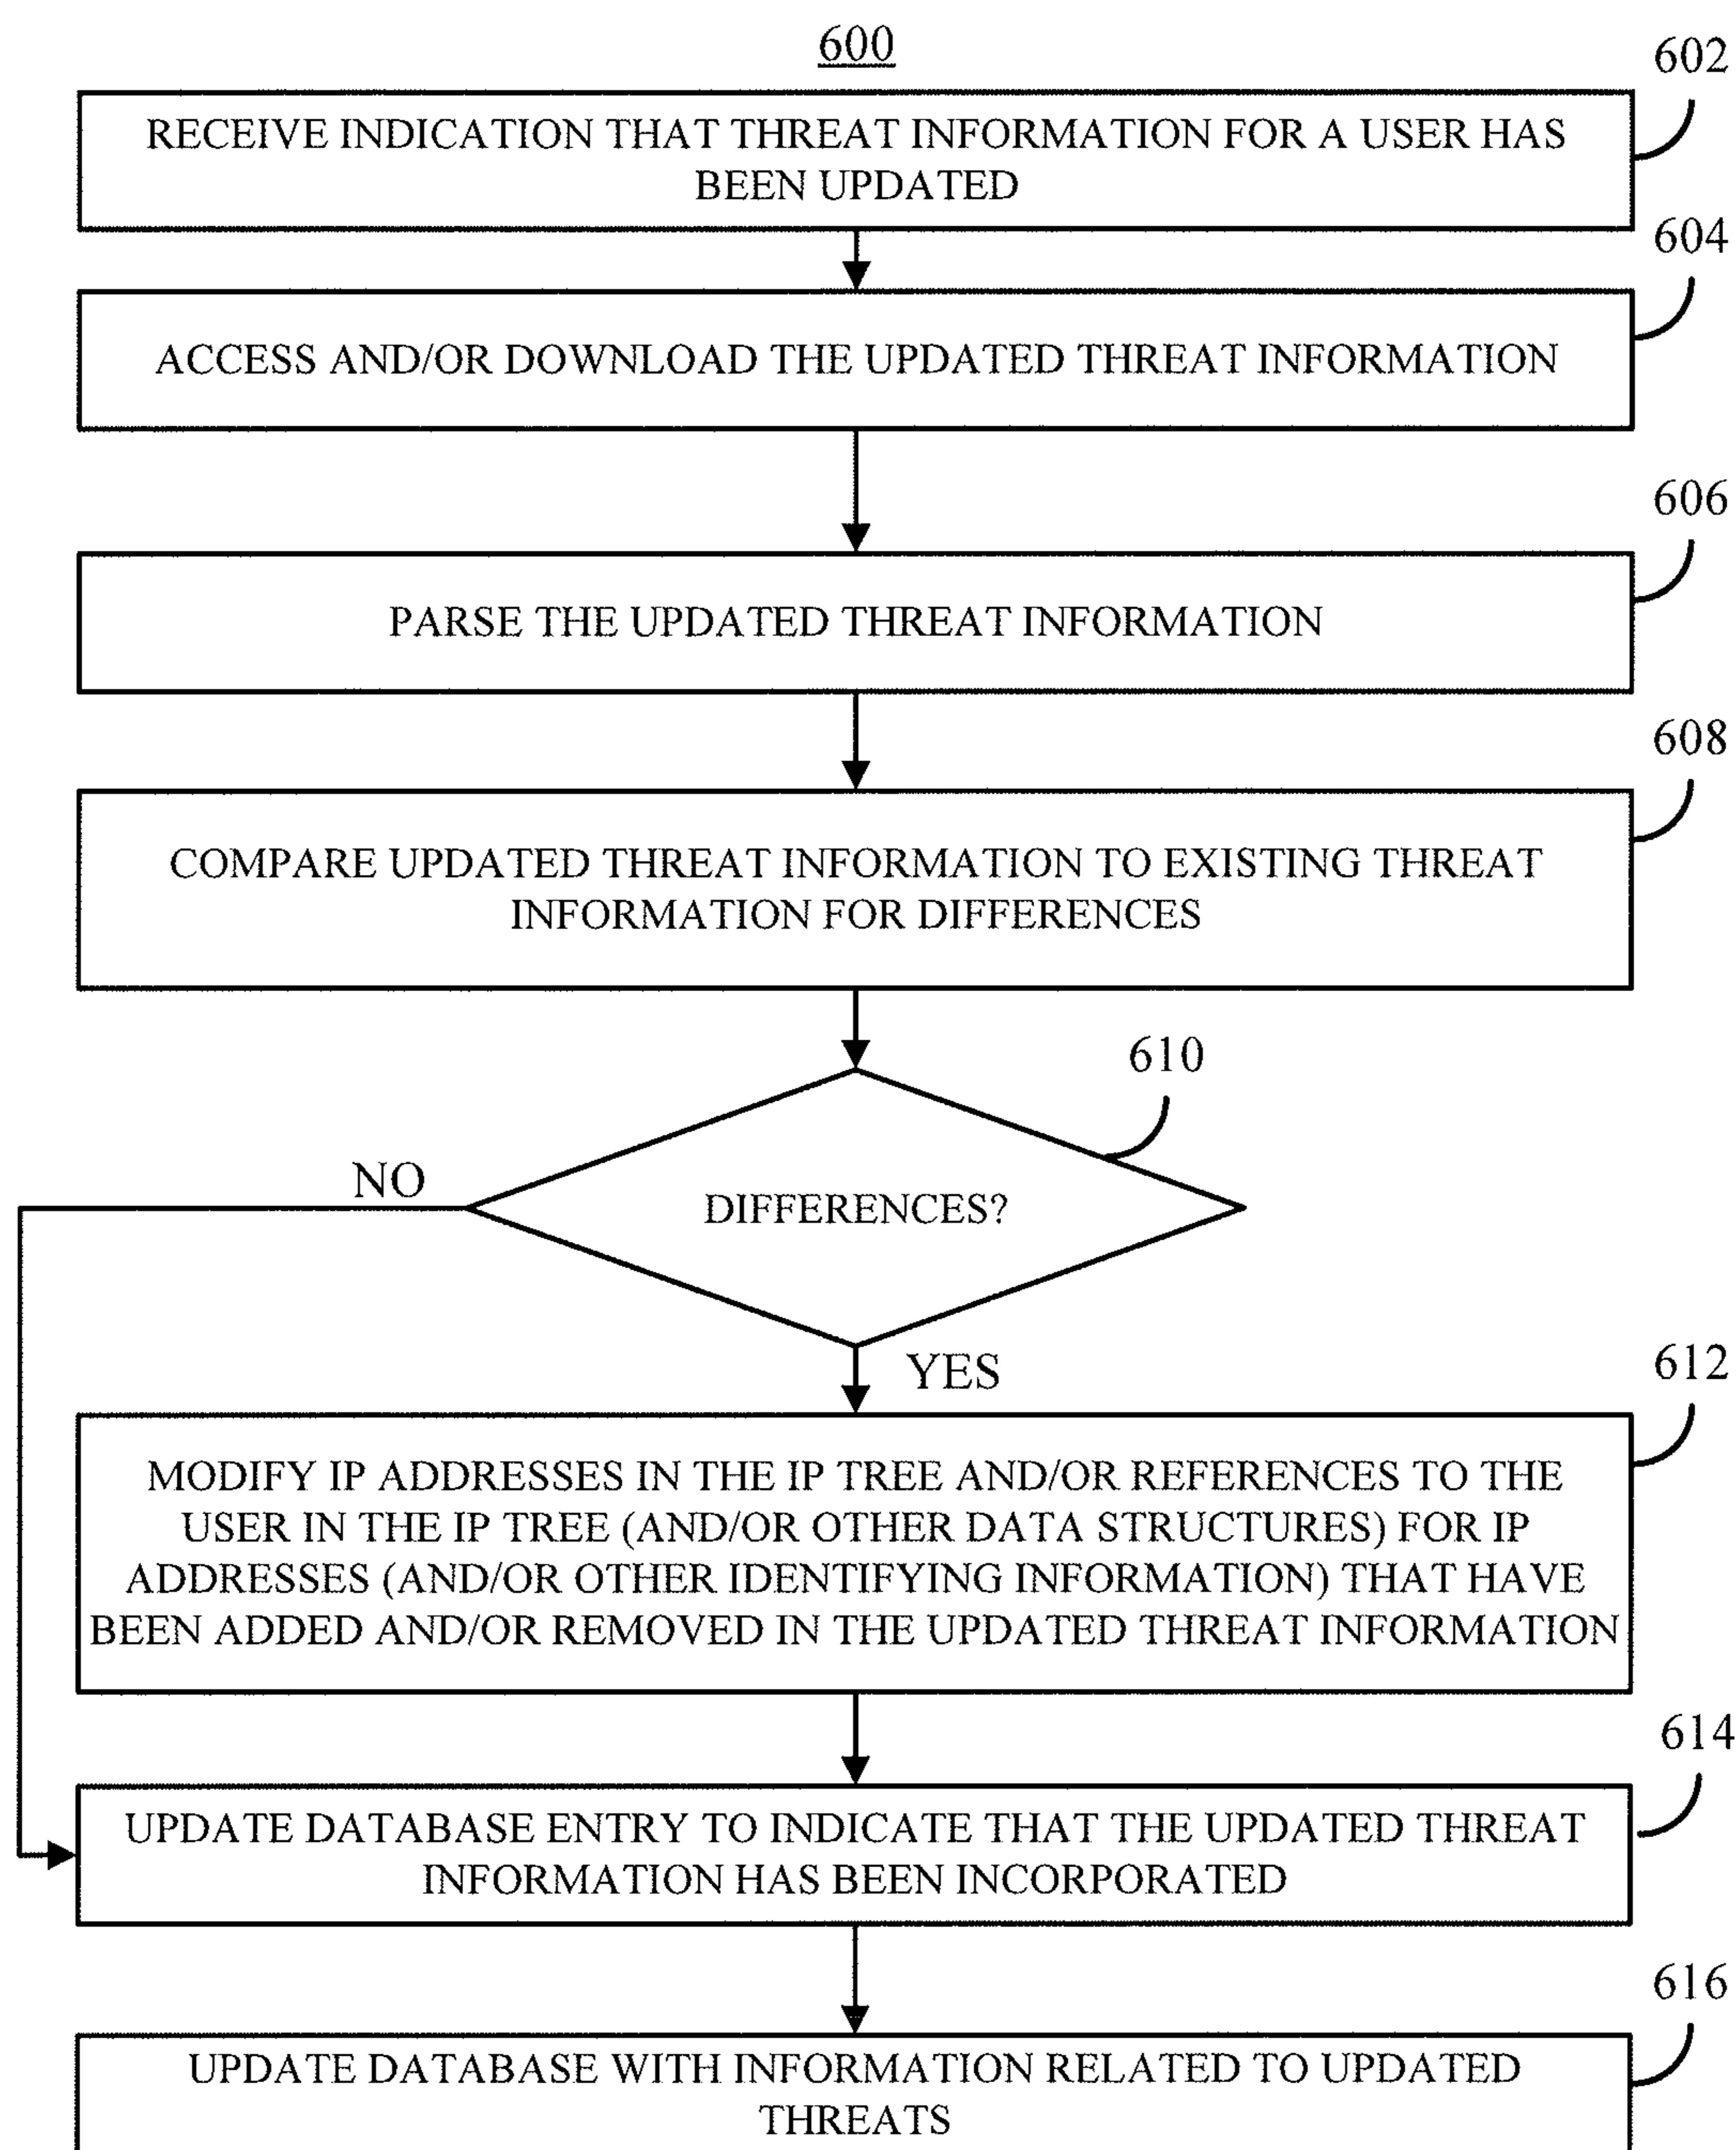 600
602
RECEIVE INDICATION THAT THREAT INFORMATION FOR A USER HAS
BEEN UPDATED
604
ACCESS AND/OR DOWNLOAD THE UPDATED THREAT INFORMATION
606
PARSE THE UPDATED THREAT INFORMATION
608
COMPARE UPDATED THREAT INFORMATION TO EXISTING THREAT
INFORMATION FOR DIFFERENCES
610
NO
DIFFERENCES?
YES
612
MODIFY IP ADDRESSES IN THE IP TREE AND/OR REFERENCES TO THE
USER IN THE IP TREE (AND/OR OTHER DATA STRUCTURES) FOR IP
ADDRESSES (AND/OR OTHER IDENTIFYING INFORMATION) THAT HAVE
BEEN ADDED AND/OR REMOVED IN THE UPDATED THREAT INFORMATION
614
UPDATE DATABASE ENTRY TO INDICATE THAT THE UPDATED THREAT
INFORMATION HAS BEEN INCORPORATED
616
UPDATE DATABASE WITH INFORMATION RELATED TO UPDATED
THREATS